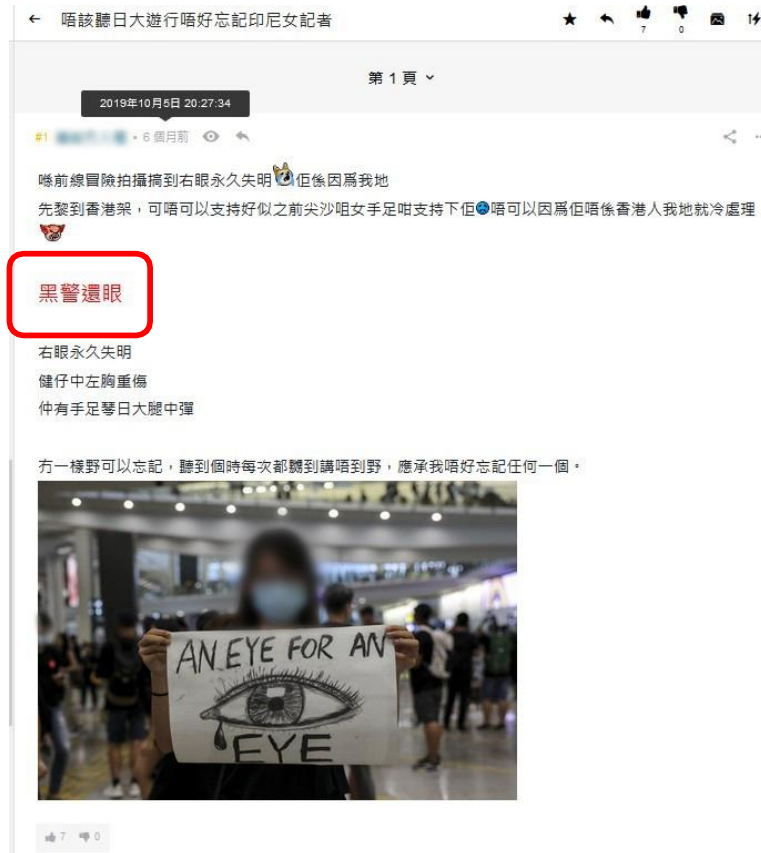 唔該聽日大遊行唔好忘記印尼女記者
7 0
第 1 頁
2019年10月5日 20:27:34
#1 • 6 個月前
喺前線冒險拍攝搞到右眼永久失明佢係因爲我地
先黎到香港架，可唔可以支持好似之前尖沙咀女手足咁支持下佢唔可以因爲佢唔係香港人我地就冷處理
黑警還眼
右眼永久失明
健仔中左胸重傷
仲有手足琴日大腿中彈
冇一樣野可以忘記，聽到個時每次都嬲到講唔到野，應承我唔好忘記任何一個。
AN EYE FOR AN
EYE
7 0